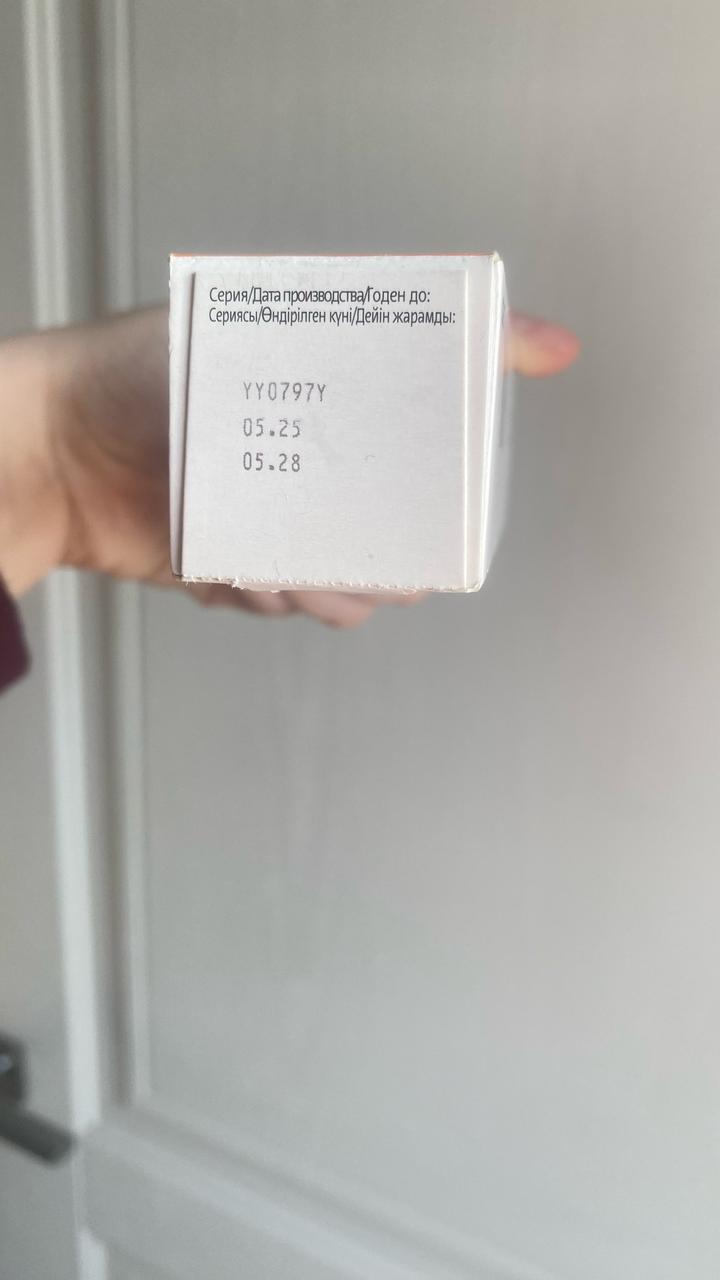 Серия/Дата производства/Годен до:
Сериясы/Өндірілген күні/Дейін жарамды:
YY0797Y
05.25
05.28